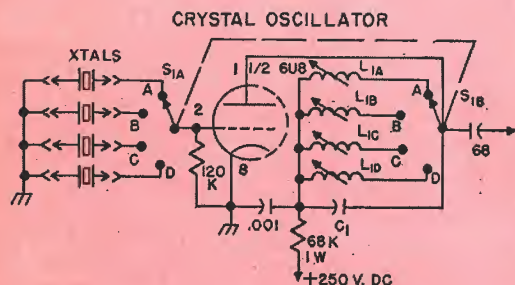 CRYSTAL OSCILLATOR
XTALS
S1A
A
B
C
D
2
1
1/2 6U8
8
120
K
L1A
L1B
L1C
L1D
A
B
C
D
S1B
68
.001
C1
68K
1W
+250 V. DC